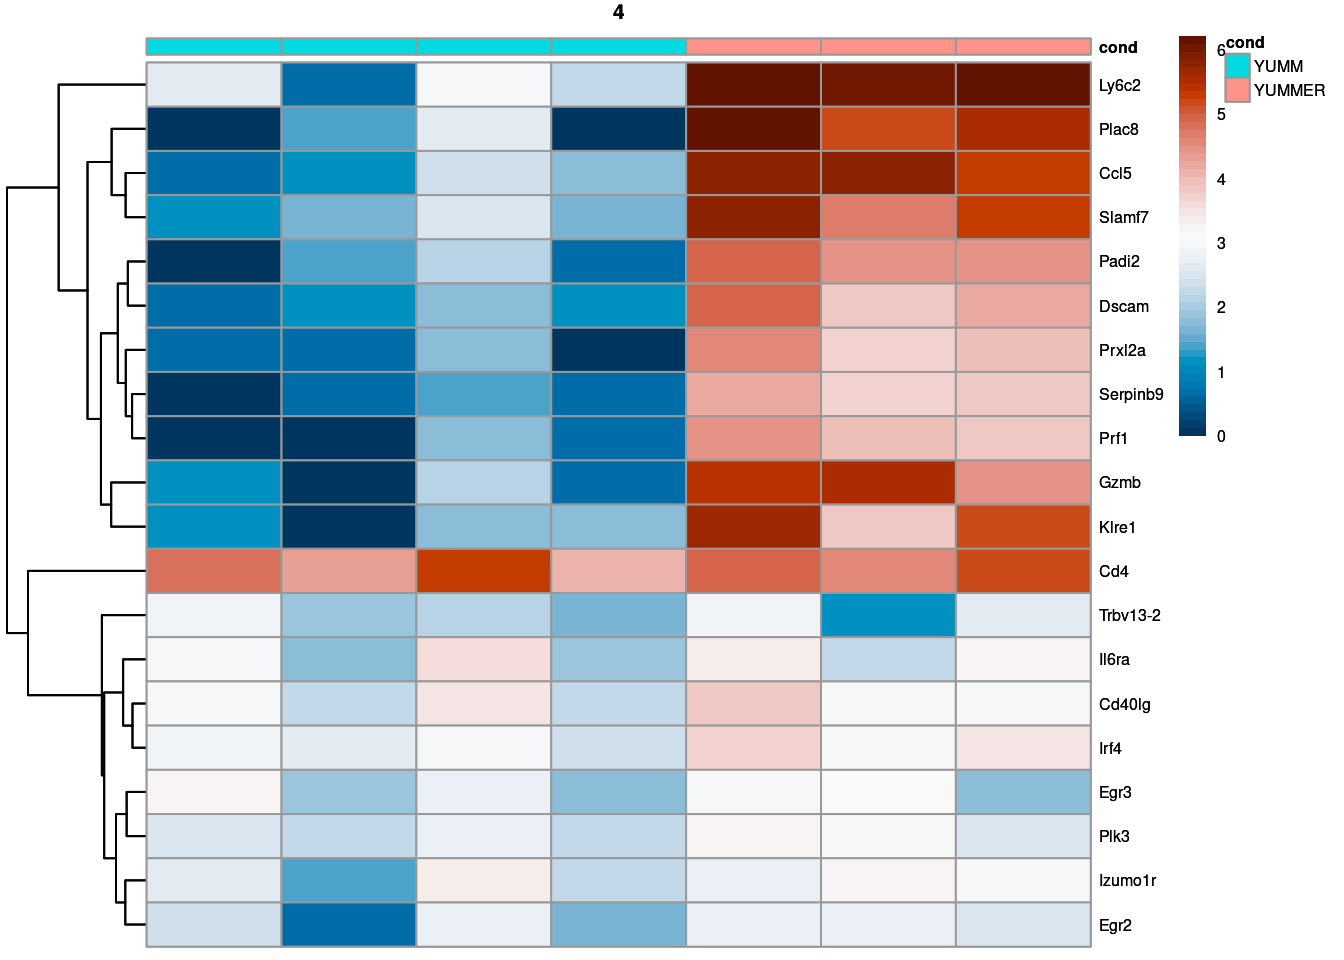 4
cond
Ly6c2
Plac8
Ccl5
Slamf7
Padi2
Dscam
Prxl2a
Serpinb9
Prf1
Gzmb
Klre1
Cd4
Trbv13-2
Il6ra
Cd40lg
Irf4
Egr3
Plk3
Izumo1r
Egr2
6
5
4
3
2
1
0
cond
YUMM
YUMMER